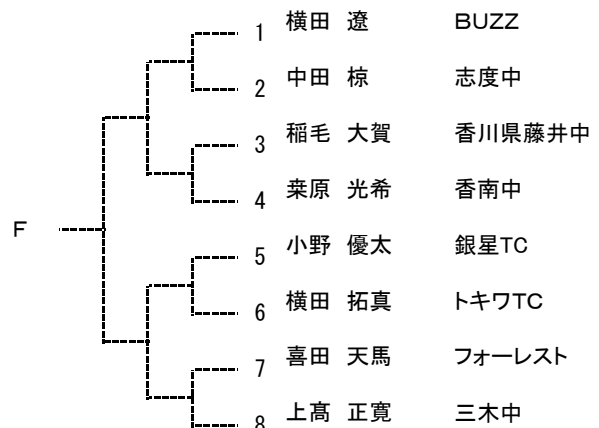 1 横田 遼 BUZZ
2 中田 椋 志度中
3 稲毛 大賀 香川県藤井中
4 桒原 光希 香南中
F
5 小野 優太 銀星TC
6 横田 拓真 トキワTC
7 喜田 天馬 フォーレスト
8 上髙 正寛 三木中